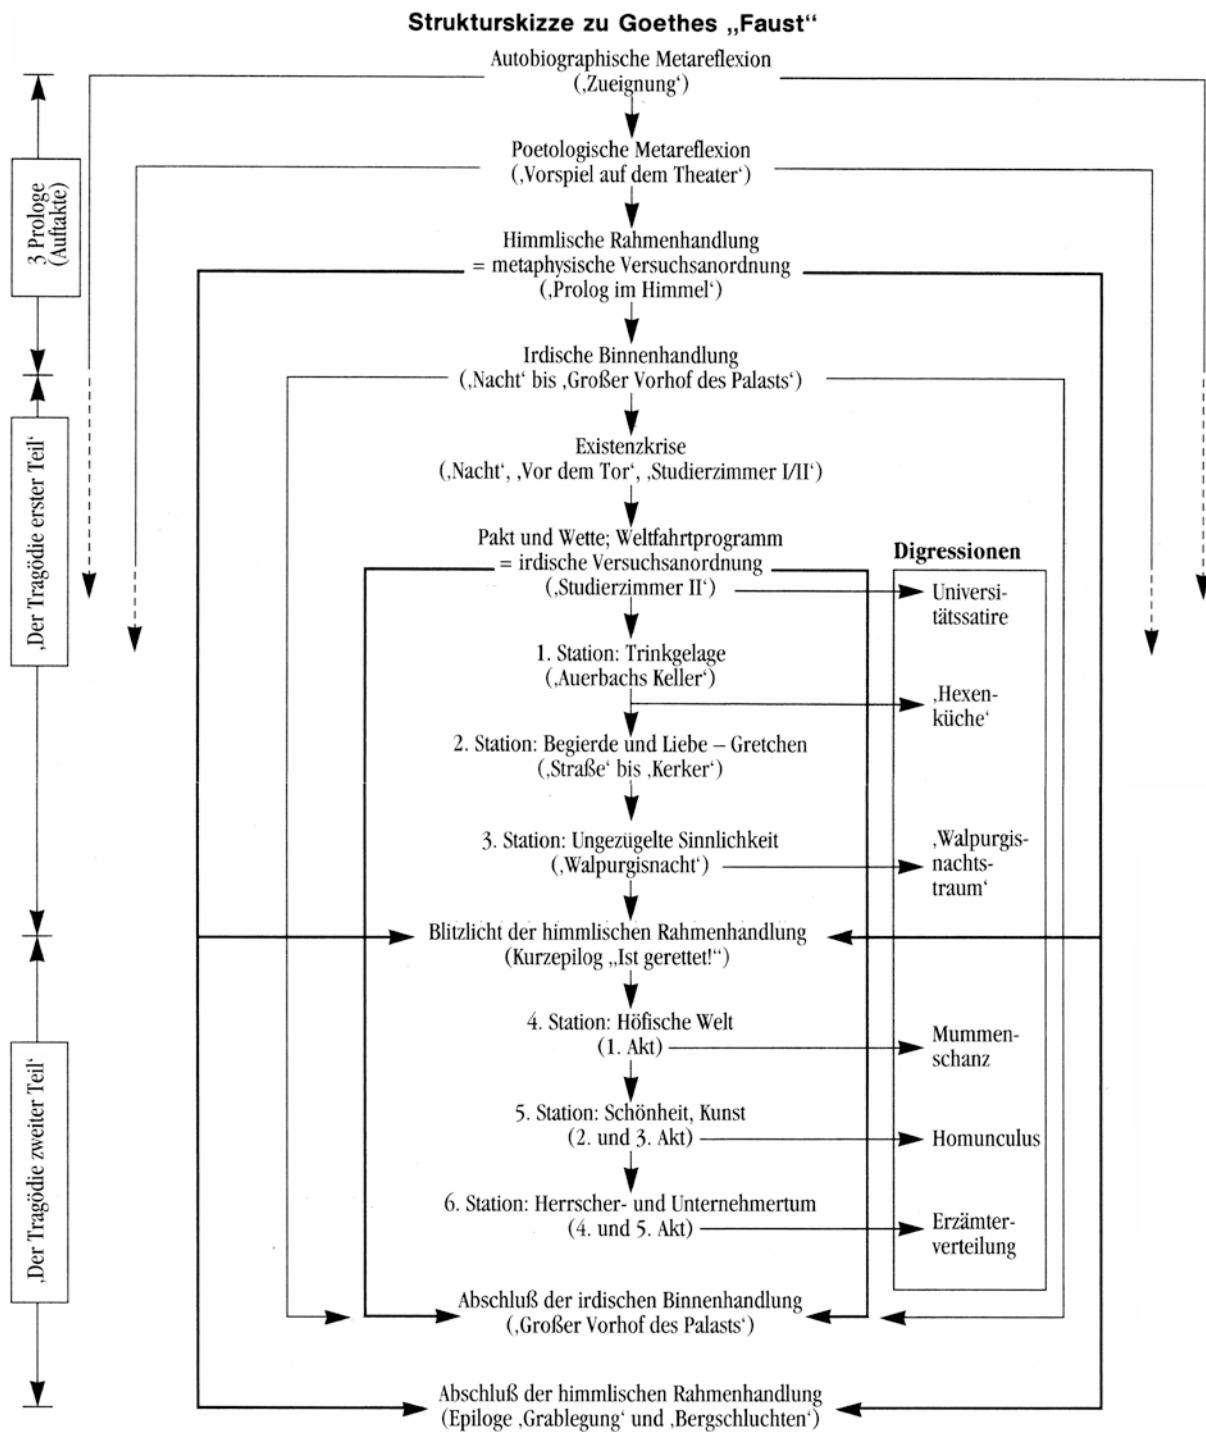 Strukturskizze zu Goethes „Faust“
Autobiographische Metareflexion
(‚Zueignung‘)
Poetologische Metareflexion
(‚Vorspiel auf dem Theater‘)
Himmlische Rahmenhandlung
= metaphysische Versuchsanordnung
(‚Prolog im Himmel‘)
3 Prologe
(Auftakte)
Irdische Binnenhandlung
(‚Nacht‘ bis ‚Großer Vorhof des Palasts‘)
Existenzkrise
(‚Nacht‘, ‚Vor dem Tor‘, ‚Studierzimmer I/II‘)
‚Der Tragödie erster Teil‘
Pakt und Wette; Weltfahrtprogramm
= irdische Versuchsanordnung
(‚Studierzimmer II‘)
Digressionen
Universi-
tätssatire
1. Station: Trinkgelage
(‚Auerbachs Keller‘)
‚Hexen-
küche‘
2. Station: Begierde und Liebe – Gretchen
(‚Straße‘ bis ‚Kerker‘)
3. Station: Ungezügelte Sinnlichkeit
(‚Walpurgisnacht‘)
‚Walpurgis-
nachts-
traum‘
Blitzlicht der himmlischen Rahmenhandlung
(Kurzepilog „Ist gerettet!“)
‚Der Tragödie zweiter Teil‘
4. Station: Höfische Welt
(1. Akt)
Mummen-
schanz
5. Station: Schönheit, Kunst
(2. und 3. Akt)
Homunculus
6. Station: Herrscher- und Unternehmertum
(4. und 5. Akt)
Erzämter-
verteilung
Abschluß der irdischen Binnenhandlung
(‚Großer Vorhof des Palasts‘)
Abschluß der himmlischen Rahmenhandlung
(Epiloge ‚Grablegung‘ und ‚Bergschluchten‘)